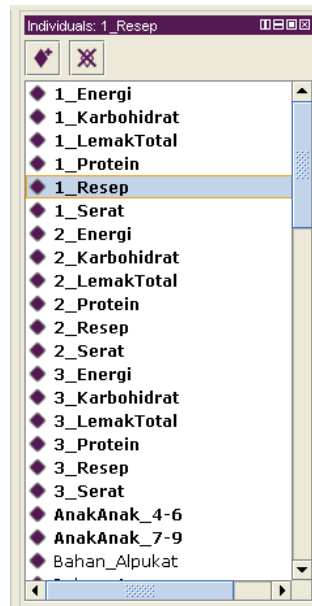 Individuals: 1_Resep
1_Energi
1_Karbohidrat
1_LemakTotal
1_Protein
1_Resep
1_Serat
2_Energi
2_Karbohidrat
2_LemakTotal
2_Protein
2_Resep
2_Serat
3_Energi
3_Karbohidrat
3_LemakTotal
3_Protein
3_Resep
3_Serat
AnakAnak_4-6
AnakAnak_7-9
Bahan_Alpukat